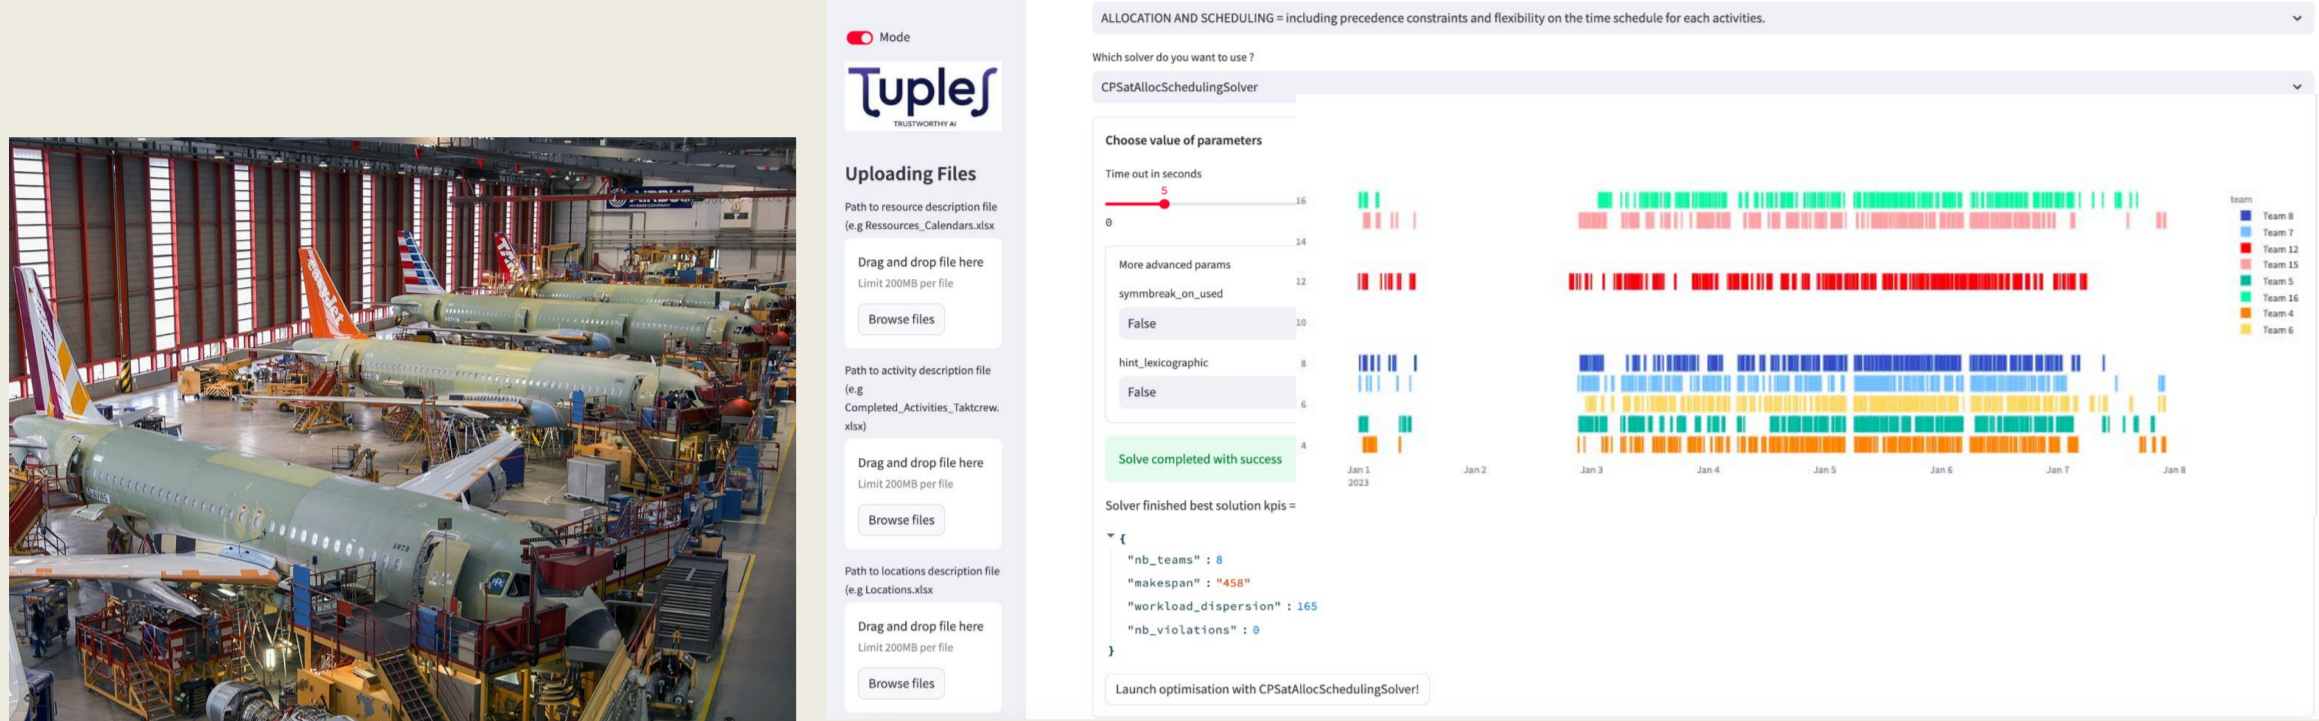 AIRBUS
easyJet
Mode
Tuples
TRUSTWORTHY AI
Uploading Files
Path to resource description file
(e.g Ressources_Calendars.xlsx
Drag and drop file here
Limit 200MB per file
Browse files
Path to activity description file
(e.g
Completed_Activities_Taktcrew.
xlsx)
Drag and drop file here
Limit 200MB per file
Browse files
Path to locations description file
(e.g Locations.xlsx
Drag and drop file here
Limit 200MB per file
Browse files
ALLOCATION AND SCHEDULING = including precedence constraints and flexibility on the time schedule for each activities.
Which solver do you want to use ?
CPSatAllocSchedulingSolver
Choose value of parameters
Time out in seconds
5
0
More advanced params
symmbreak_on_used
False
hint_lexicographic
False
Solve completed with success
Solver finished best solution kpis =
{
"nb_teams" : 8
"makespan" : "458"
"workload_dispersion" : 165
"nb_violations" : 0
}
Launch optimisation with CPSatAllocSchedulingSolver!
16
14
12
10
8
6
4
Jan 1 Jan 2 Jan 3 Jan 4 Jan 5 Jan 6 Jan 7 Jan 8
2023
team
Team 8
Team 7
Team 12
Team 15
Team 5
Team 16
Team 4
Team 6